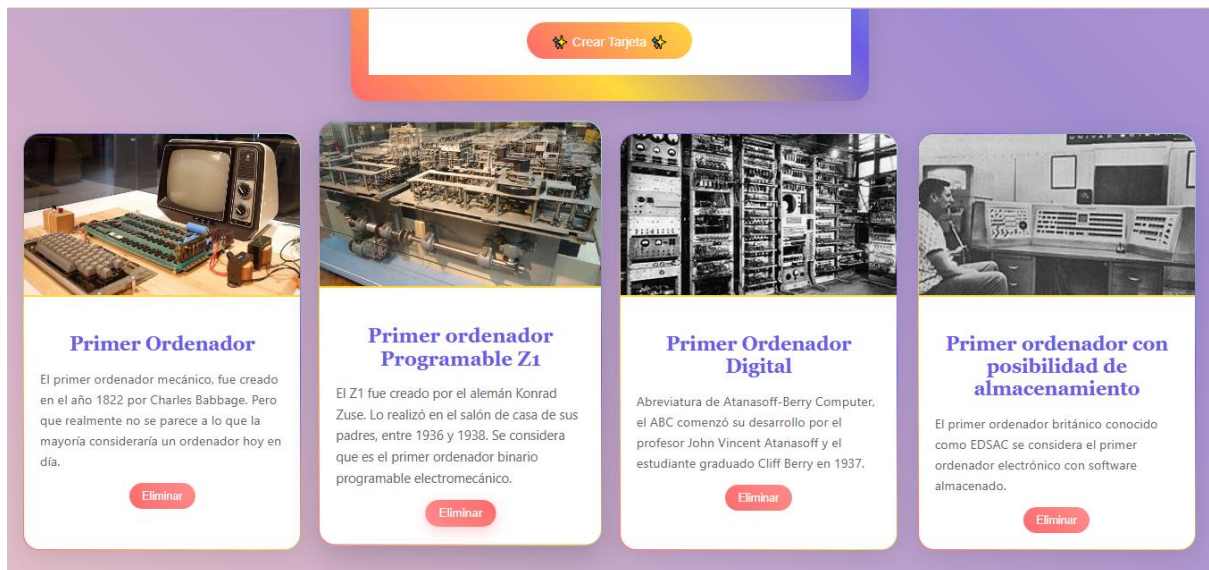 ✨ Crear Tarjeta ✨
UNIVAC SCIEN
Primer Ordenador
El primer ordenador mecánico, fue creado
en el año 1822 por Charles Babbage. Pero
que realmente no se parece a lo que la
mayoría consideraría un ordenador hoy en
día.
Eliminar
Primer ordenador
Programable Z1
El Z1 fue creado por el alemán Konrad
Zuse. Lo realizó en el salón de casa de sus
padres, entre 1936 y 1938. Se considera
que es el primer ordenador binario
programable electromecánico.
Eliminar
Primer Ordenador
Digital
Abreviatura de Atanasoff-Berry Computer,
el ABC comenzó su desarrollo por el
profesor John Vincent Atanasoff y el
estudiante graduado Cliff Berry en 1937.
Eliminar
Primer ordenador con
posibilidad de
almacenamiento
El primer ordenador británico conocido
como EDSAC se considera el primer
ordenador electrónico con software
almacenado.
Eliminar